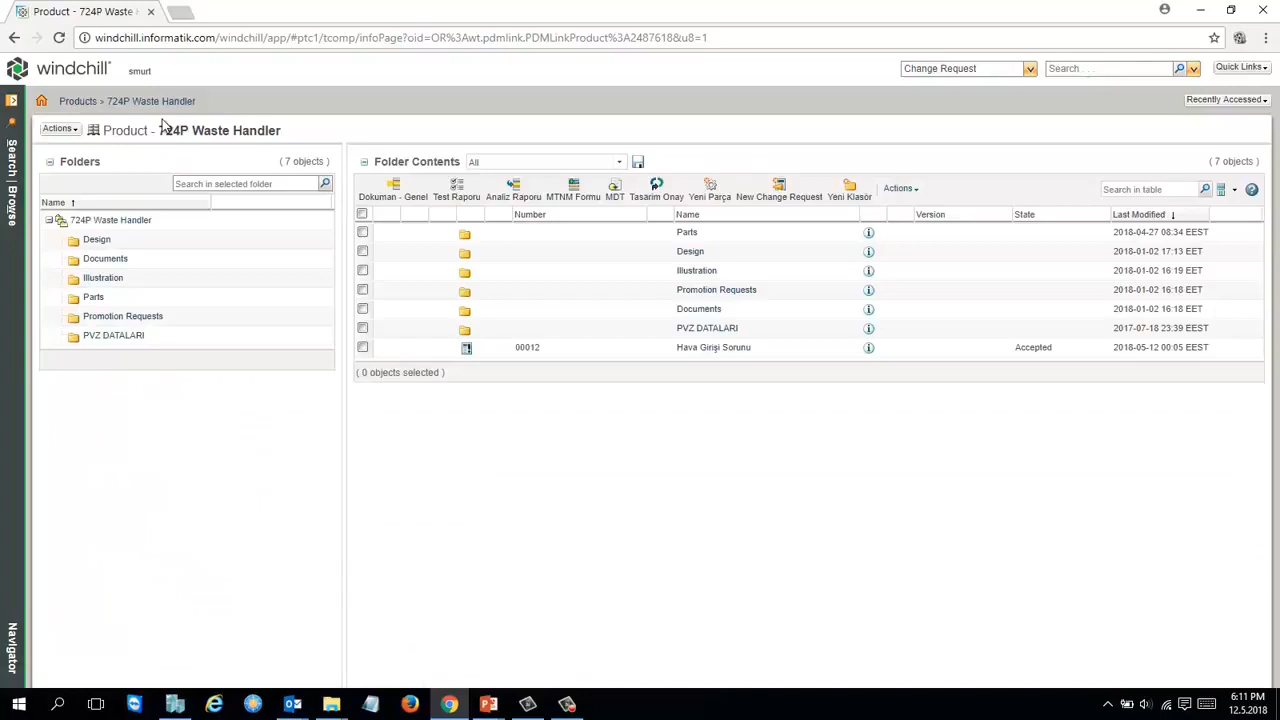 Product - 724P Waste H
windchill.informatik.com/windchill/app/#ptc1/tcomp/infoPage?oid=OR%3Awt.pdmlink.PDMLinkProduct%3A2487618&u8=1
windchill smurt Change Request Search . . . Quick Links
Products > 724P Waste Handler Recently Accessed
Actions Product - 724P Waste Handler
Search | Browse
Navigator
Folders ( 7 objects )
Search in selected folder
Name ↑
724P Waste Handler
Design
Documents
Illustration
Parts
Promotion Requests
PVZ DATALARI
Folder Contents All ( 7 objects )
Dokuman - Genel Test Raporu Analiz Raporu MTNM Formu MDT Tasarim Onay Yeni Parça New Change Request Yeni Klasör Actions Search in table
Number Name Version State Last Modified ↓
Parts 2018-04-27 08:34 EEST
Design 2018-01-02 17:13 EET
Illustration 2018-01-02 16:19 EET
Promotion Requests 2018-01-02 16:18 EET
Documents 2018-01-02 16:18 EET
PVZ DATALARI 2017-07-18 23:39 EEST
00012 Hava Girişi Sorunu Accepted 2018-05-12 00:05 EEST
( 0 objects selected )
6:11 PM
12.5.2018